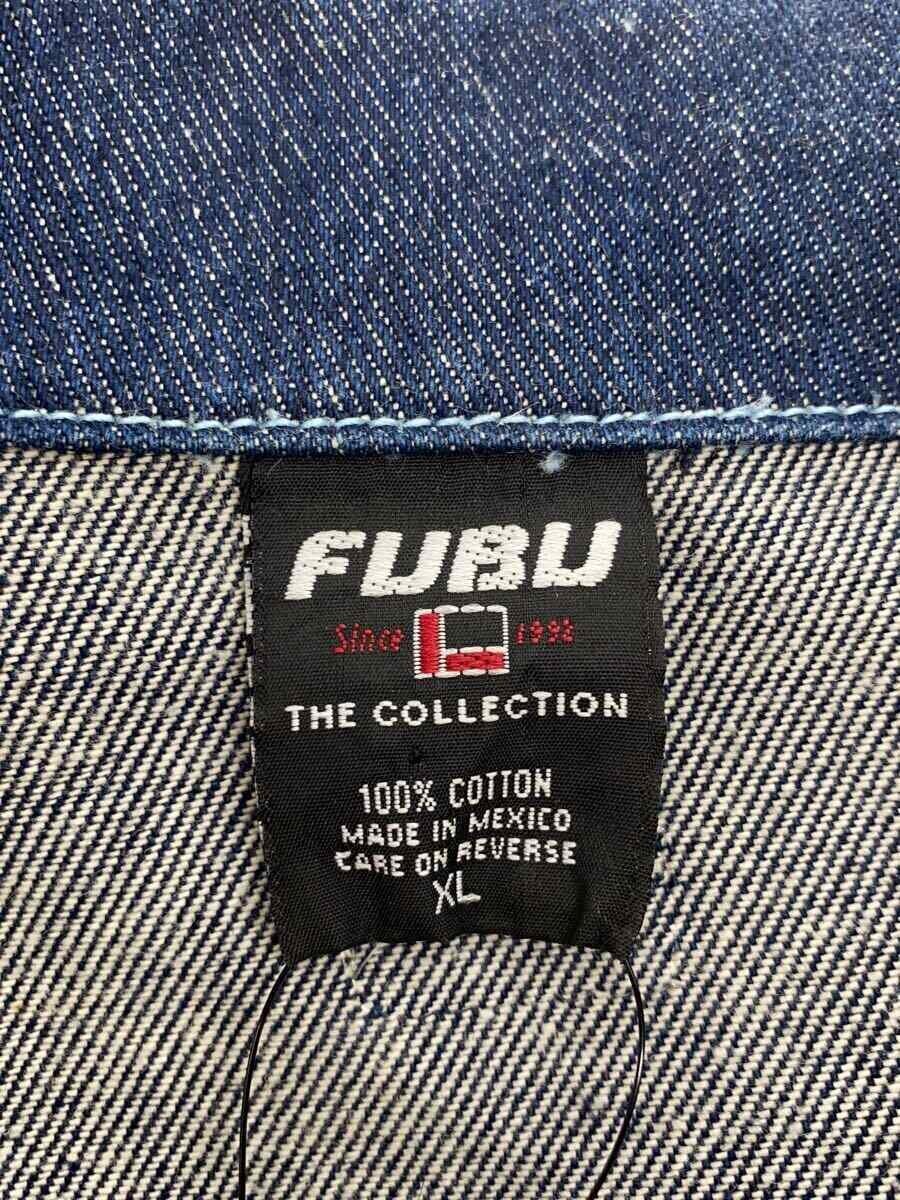 FUBU
Since 1992
THE COLLECTION
100% COTTON
MADE IN MEXICO
CARE ON REVERSE
XL